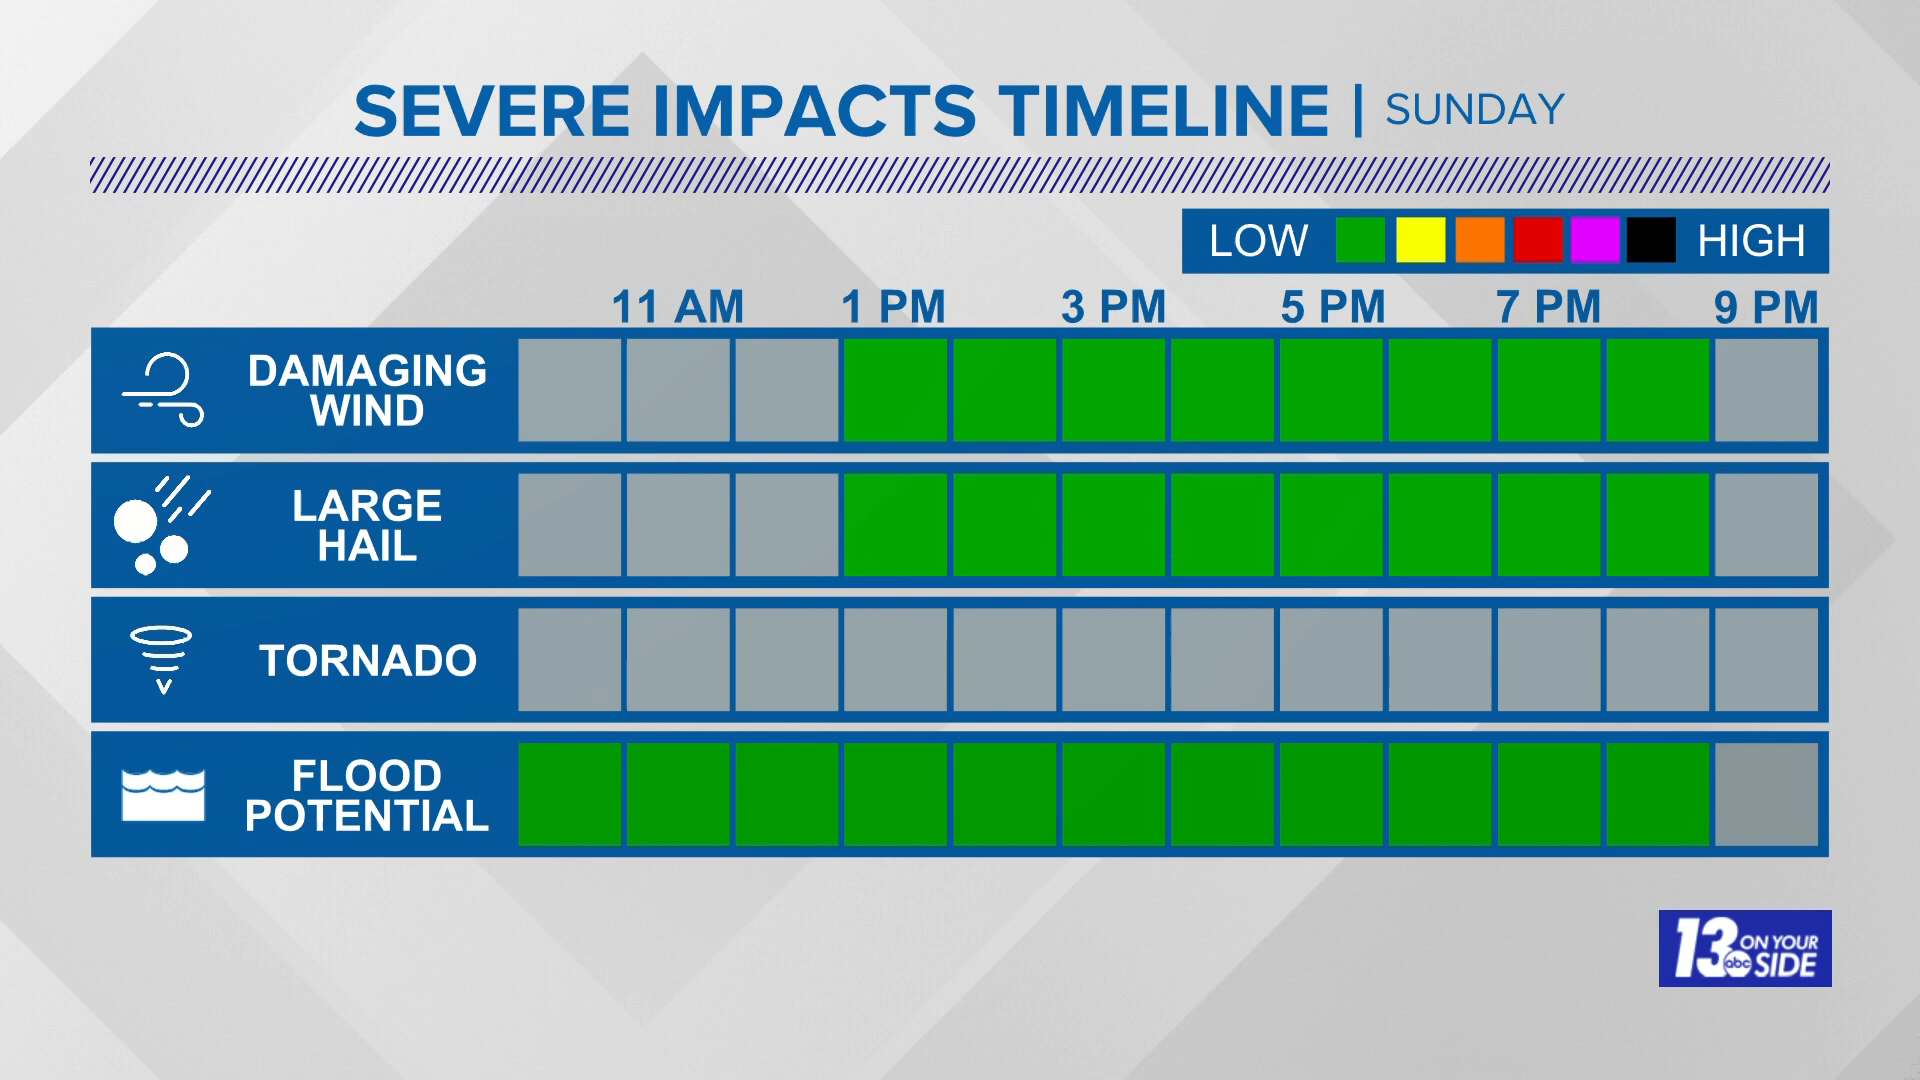 SEVERE IMPACTS TIMELINE | SUNDAY
LOW HIGH
11 AM 1 PM 3 PM 5 PM 7 PM 9 PM
DAMAGING
WIND
LARGE
HAIL
TORNADO
FLOOD
POTENTIAL
13 ON YOUR
abc SIDE